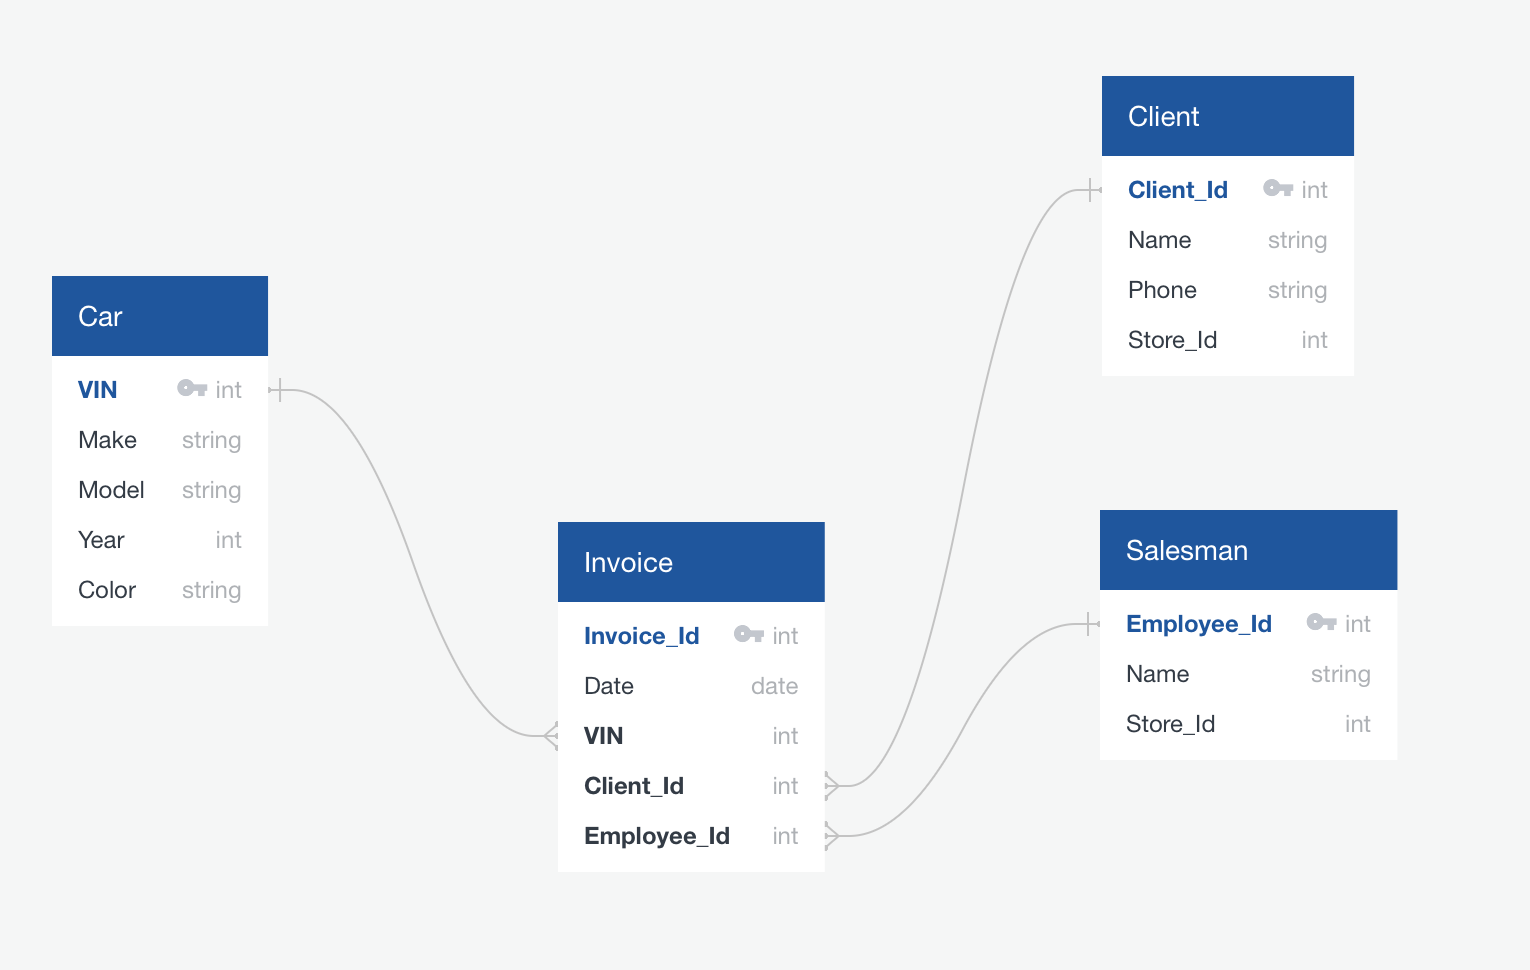 Client
Client_Id int
Name string
Phone string
Store_Id int
Car
VIN int
Make string
Model string
Year int
Color string
Invoice
Invoice_Id int
Date date
VIN int
Client_Id int
Employee_Id int
Salesman
Employee_Id int
Name string
Store_Id int